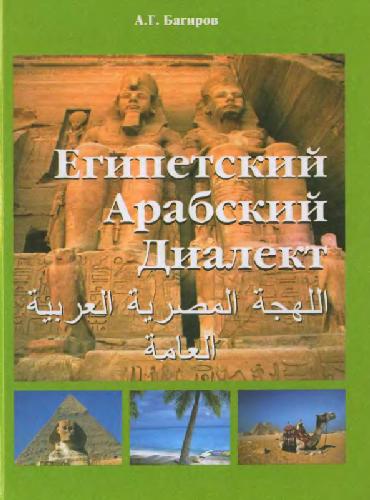 А.Г. Багиров
Египетский
Арабский
Диалект
اللهجة المصرية العربية
العامة